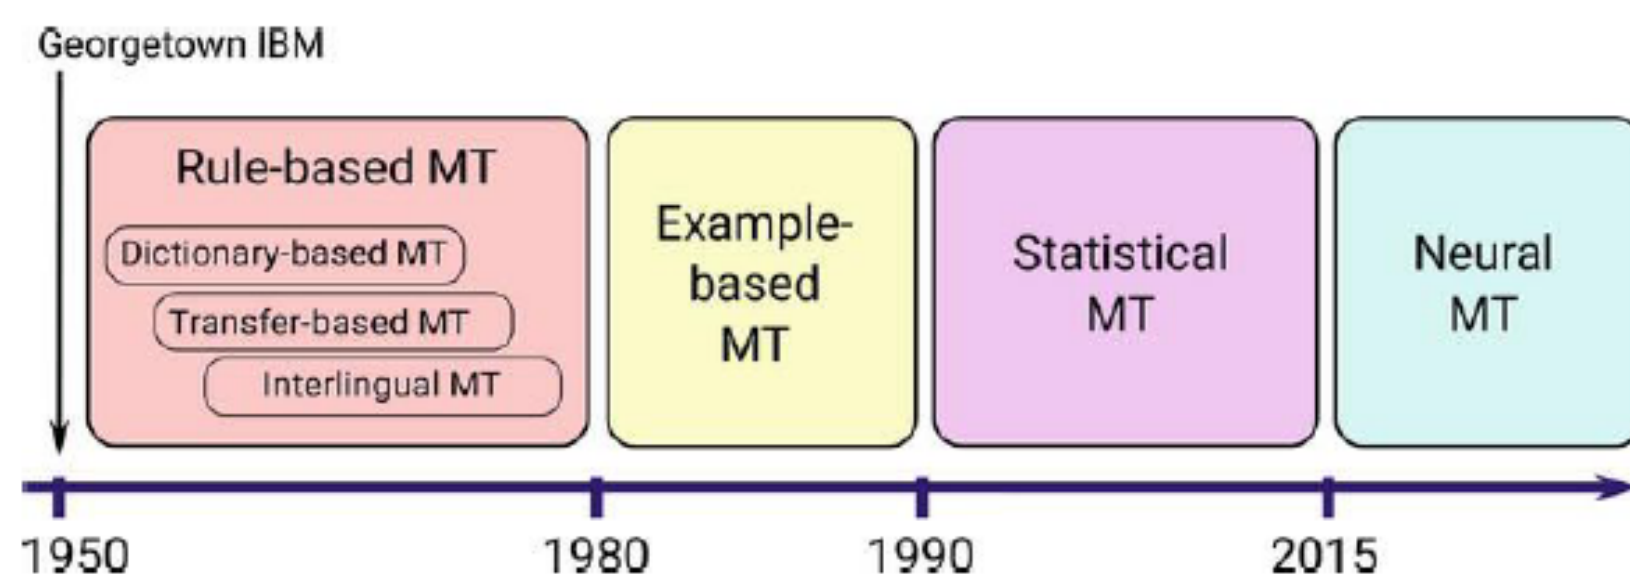 Georgetown IBM
Rule-based MT
Dictionary-based MT
Transfer-based MT
Interlingual MT
Example-
based
MT
Statistical
MT
Neural
MT
1950
1980
1990
2015